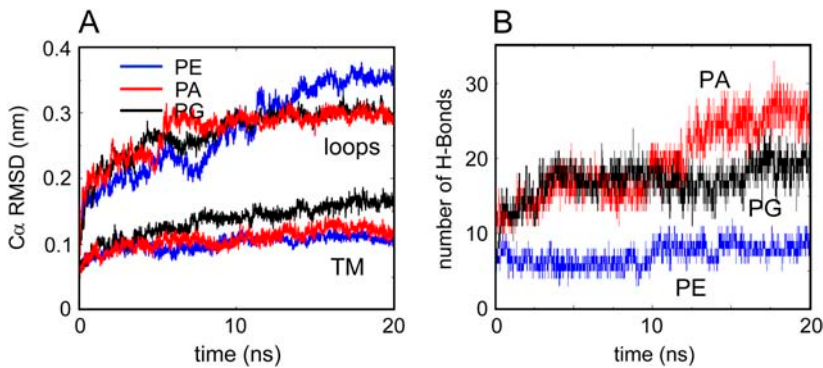 A
Cα RMSD (nm)
0.4
0.3
0.2
0.1
0
PE
PA
PG
loops
TM
0
10
20
time (ns)
B
number of H-Bonds
30
20
10
0
PA
PG
PE
0
10
20
time (ns)